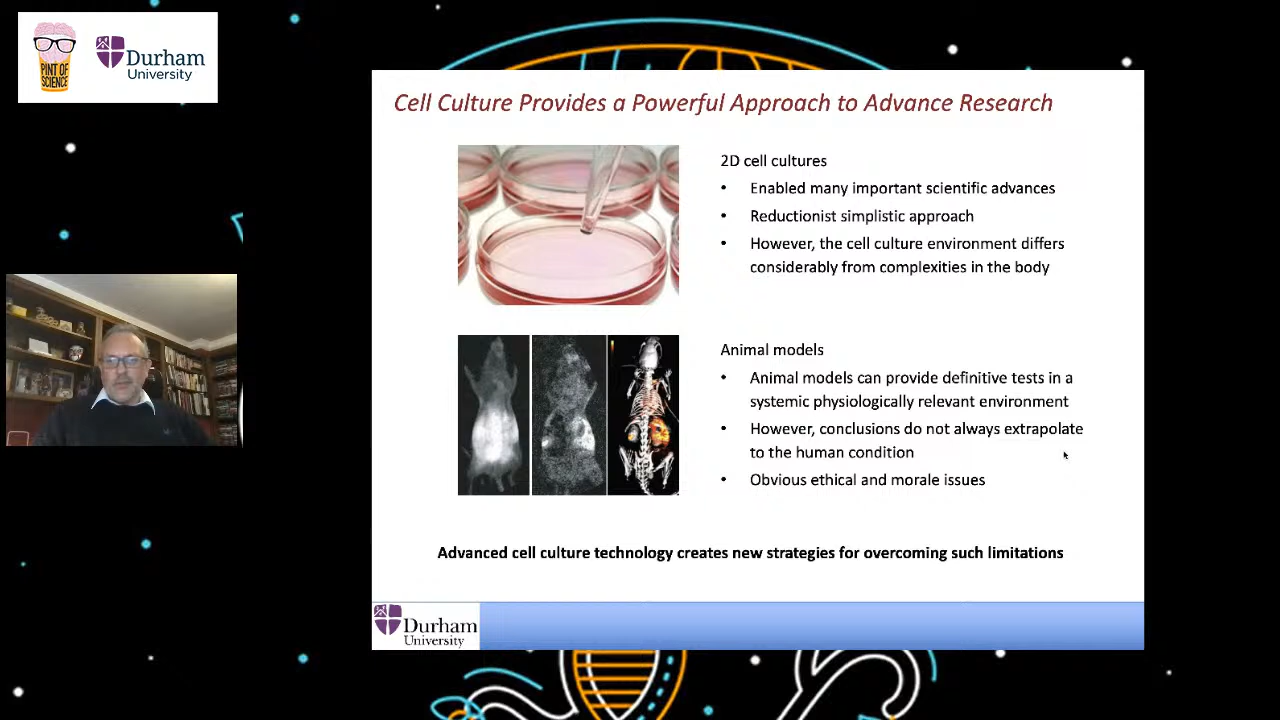 PINT OF
SCIENCE
Durham
University
Cell Culture Provides a Powerful Approach to Advance Research
2D cell cultures
• Enabled many important scientific advances
• Reductionist simplistic approach
• However, the cell culture environment differs
considerably from complexities in the body
Animal models
• Animal models can provide definitive tests in a
systemic physiologically relevant environment
• However, conclusions do not always extrapolate
to the human condition
• Obvious ethical and morale issues
Advanced cell culture technology creates new strategies for overcoming such limitations
Durham
University